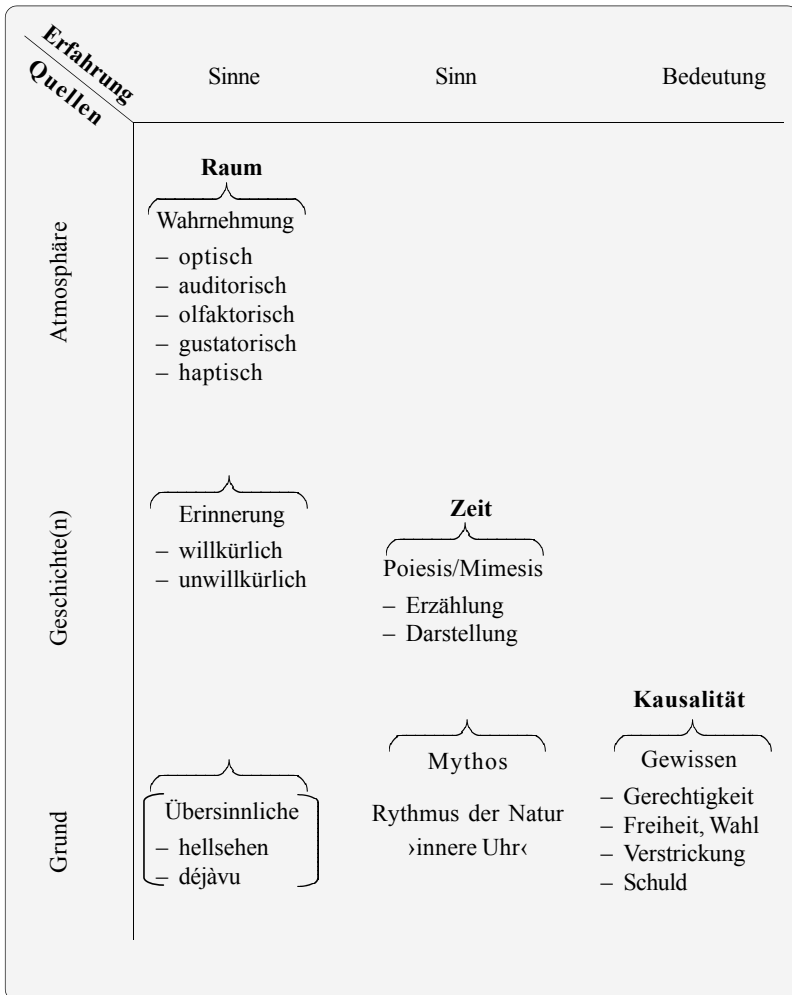 Erfahrung
Quellen
Sinne
Sinn
Bedeutung
Atmosphäre
Raum
Wahrnehmung
– optisch
– auditorisch
– olfaktorisch
– gustatorisch
– haptisch
Geschichte(n)
Erinnerung
– willkürlich
– unwillkürlich
Zeit
Poiesis/Mimesis
– Erzählung
– Darstellung
Grund
Übersinnliche
– hellsehen
– déjàvu
Mythos
Rythmus der Natur
›innere Uhr‹
Kausalität
Gewissen
– Gerechtigkeit
– Freiheit, Wahl
– Verstrickung
– Schuld